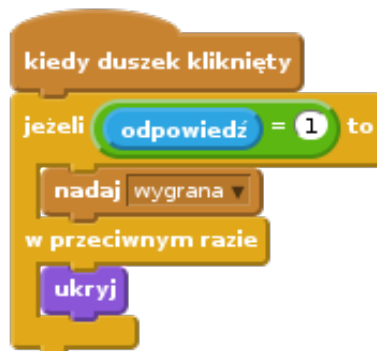 kiedy duszek kliknięty
jeżeli odpowiedź = 1 to
nadaj wygrana
w przeciwnym razie
ukryj